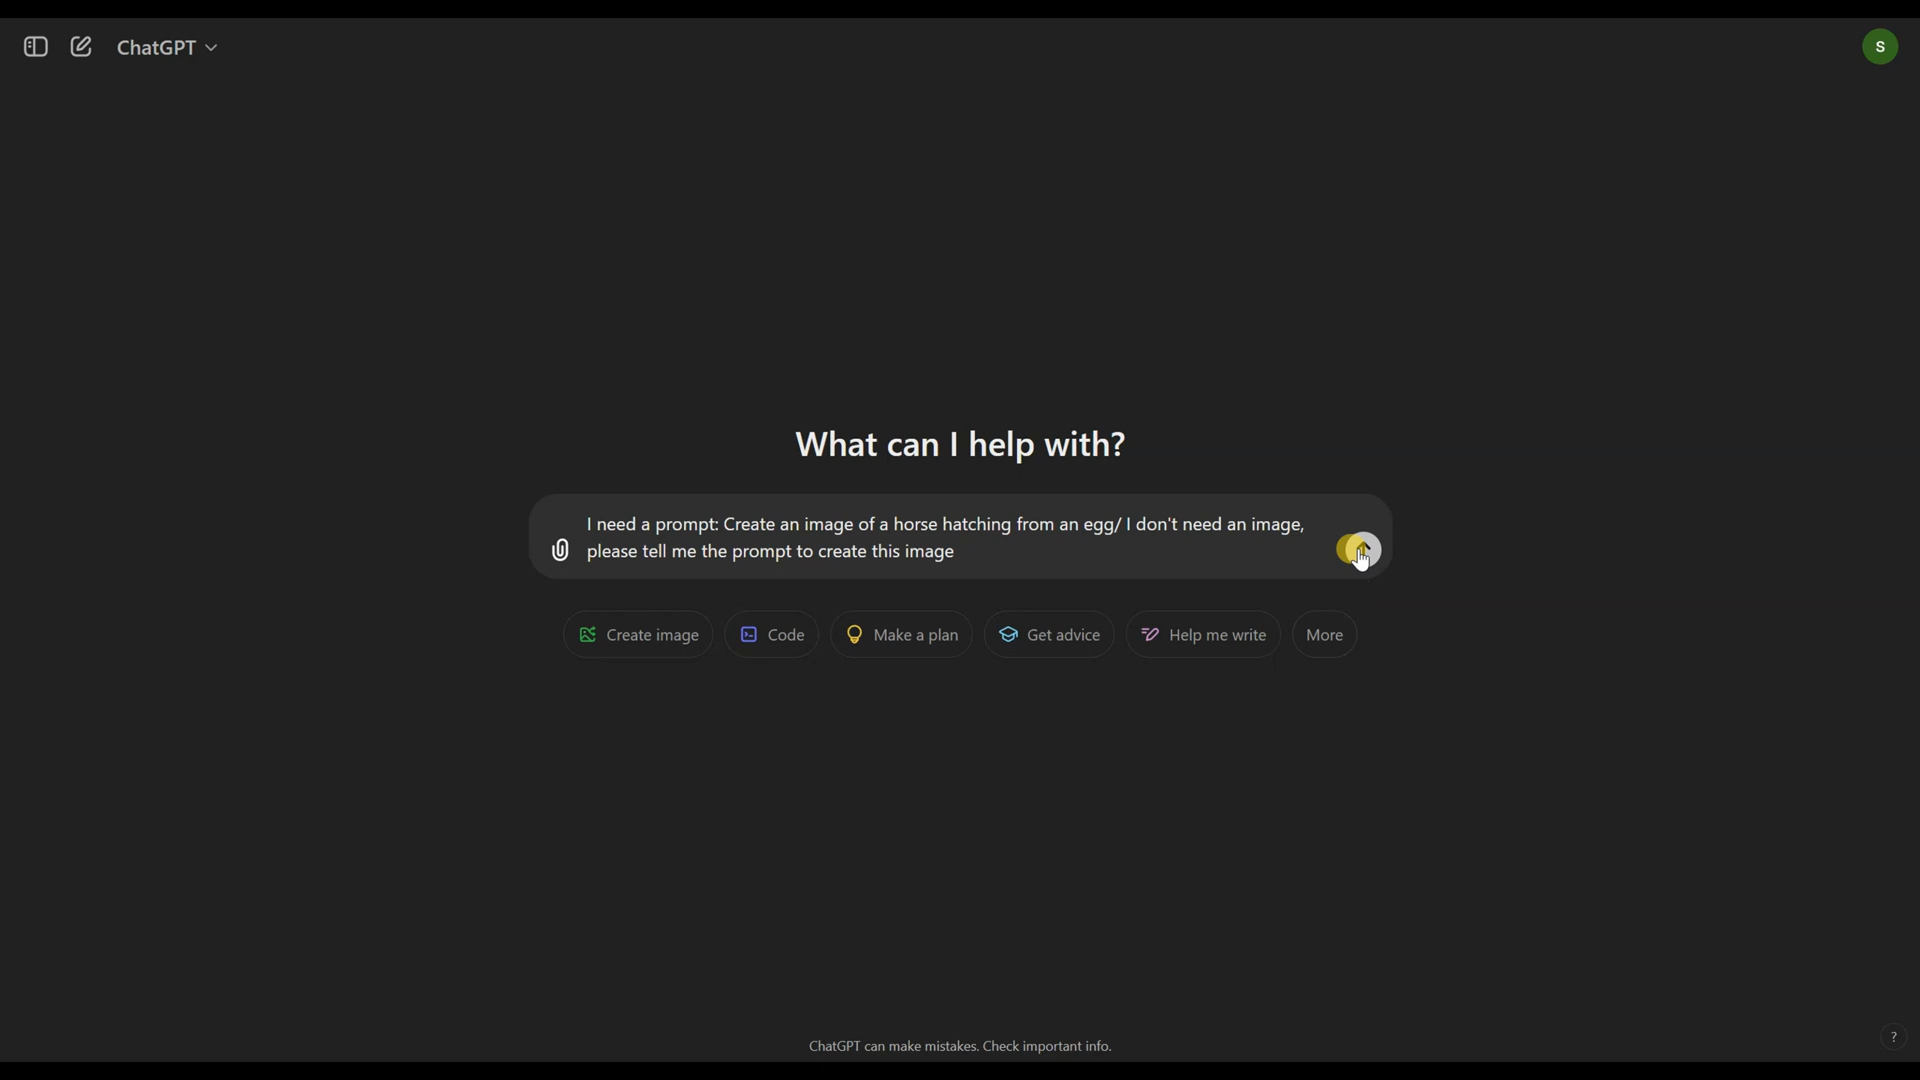 ChatGPT
S
What can I help with?
I need a prompt: Create an image of a horse hatching from an egg/ I don't need an image,
please tell me the prompt to create this image
Create image
Code
Make a plan
Get advice
Help me write
More
ChatGPT can make mistakes. Check important info.
?